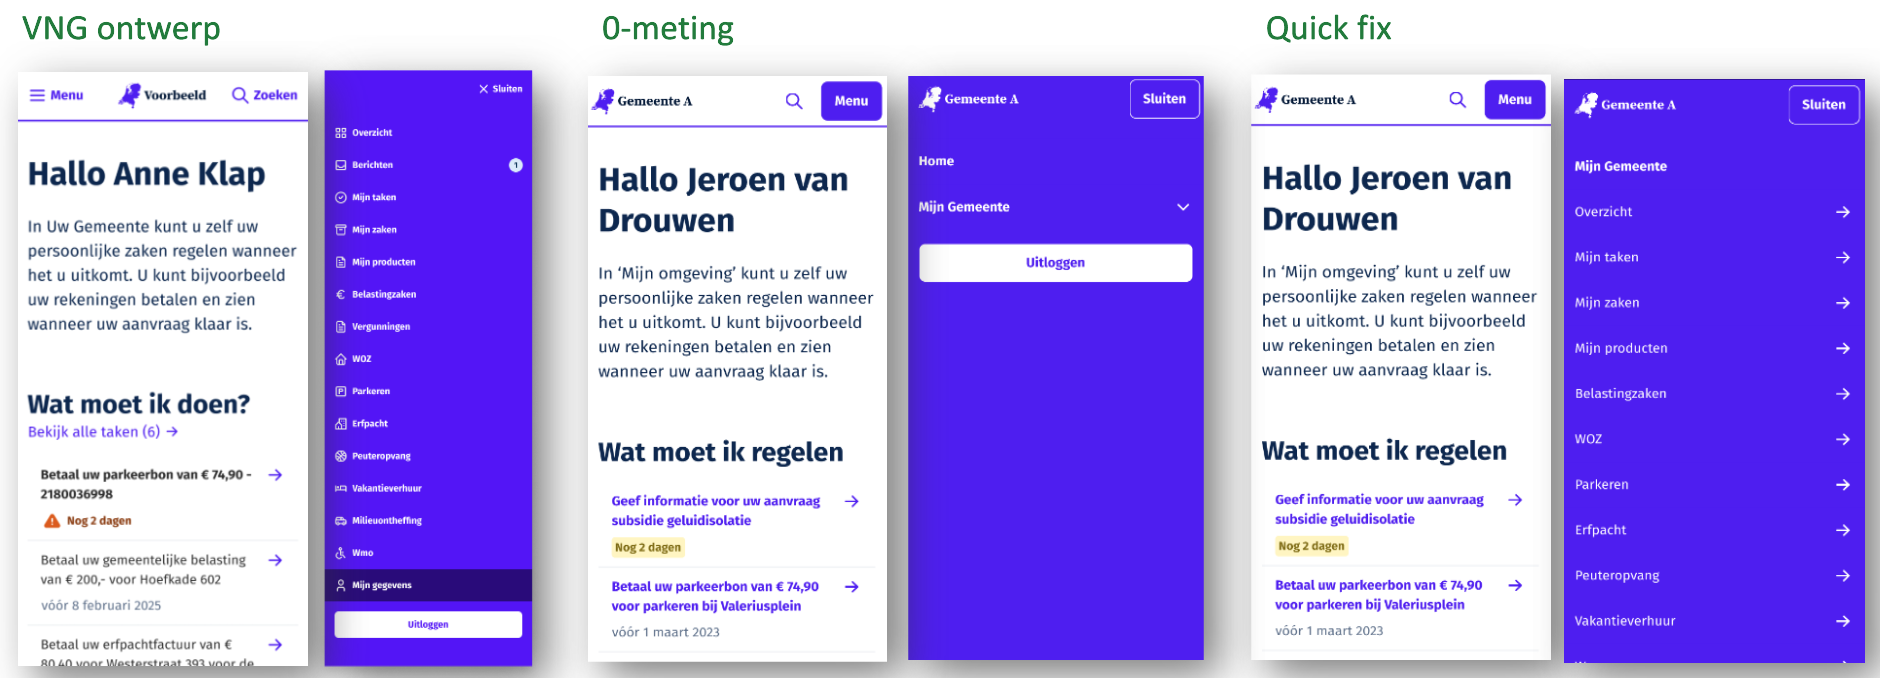 VNG ontwerp
Menu
Voorbeeld
Zoeken
Hallo Anne Klap
In Uw Gemeente kunt u zelf uw
persoonlijke zaken regelen wanneer
het u uitkomt. U kunt bijvoorbeeld
uw rekeningen betalen en zien
wanneer uw aanvraag klaar is.
Wat moet ik doen?
Bekijk alle taken (6) →
Betaal uw parkeerbon van € 74,90 -
2180036998
Nog 2 dagen
Betaal uw gemeentelijke belasting
van € 200,- voor Hoefkade 602
vóór 8 februari 2025
Betaal uw erfpachtfactuur van €
80,40 voor Westerstraat 393 voor de
Sluiten
Overzicht
Berichten 1
Mijn taken
Mijn zaken
Mijn producten
Belastingzaken
Vergunningen
WOZ
Parkeren
Erfpacht
Peuteropvang
Vakantieverhuur
Milieuontheffing
Wmo
Mijn gegevens
Uitloggen
0-meting
Gemeente A
Menu
Hallo Jeroen van
Drouwen
In ‘Mijn omgeving’ kunt u zelf uw
persoonlijke zaken regelen wanneer
het u uitkomt. U kunt bijvoorbeeld
uw rekeningen betalen en zien
wanneer uw aanvraag klaar is.
Wat moet ik regelen
Geef informatie voor uw aanvraag
subsidie geluidisolatie
Nog 2 dagen
Betaal uw parkeerbon van € 74,90
voor parkeren bij Valeriusplein
vóór 1 maart 2023
Gemeente A
Sluiten
Home
Mijn Gemeente
Uitloggen
Quick fix
Gemeente A
Menu
Hallo Jeroen van
Drouwen
In ‘Mijn omgeving’ kunt u zelf uw
persoonlijke zaken regelen wanneer
het u uitkomt. U kunt bijvoorbeeld
uw rekeningen betalen en zien
wanneer uw aanvraag klaar is.
Wat moet ik regelen
Geef informatie voor uw aanvraag
subsidie geluidisolatie
Nog 2 dagen
Betaal uw parkeerbon van € 74,90
voor parkeren bij Valeriusplein
vóór 1 maart 2023
Gemeente A
Sluiten
Mijn Gemeente
Overzicht
Mijn taken
Mijn zaken
Mijn producten
Belastingzaken
WOZ
Parkeren
Erfpacht
Peuteropvang
Vakantieverhuur